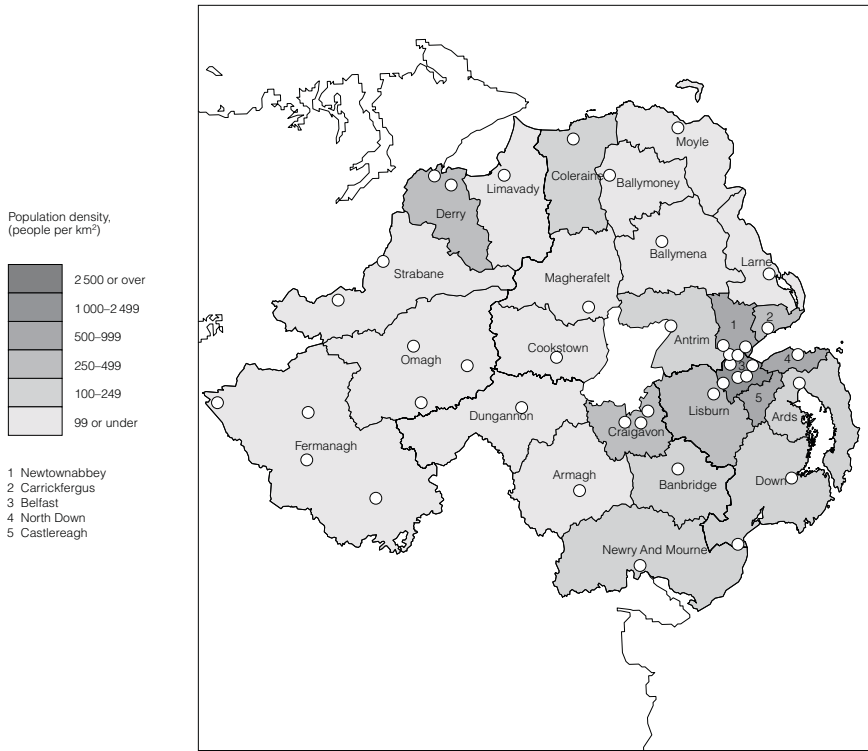 Population density,
(people per km²)
2 500 or over
1 000–2 499
500–999
250–499
100–249
99 or under
1 Newtownabbey
2 Carrickfergus
3 Belfast
4 North Down
5 Castlereagh
Moyle
Coleraine
Limavady
Ballymoney
Derry
Ballymena
Larne
Strabane
Magherafelt
1
2
Antrim
Cookstown
Omagh
3
4
5
Lisburn
Ards
Dungannon
Craigavon
Fermanagh
Armagh
Banbridge
Down
Newry And Mourne